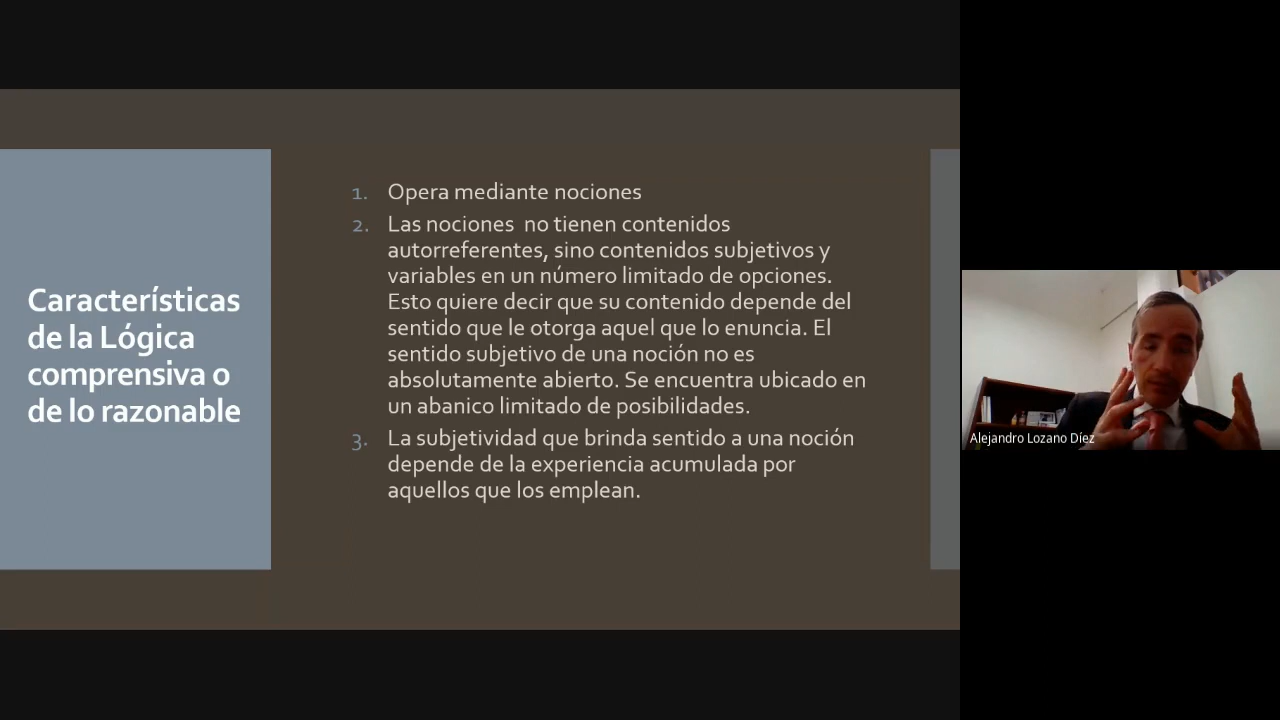 Características
de la Lógica
comprensiva o
de lo razonable
1. Opera mediante nociones
2. Las nociones no tienen contenidos
autorreferentes, sino contenidos subjetivos y
variables en un número limitado de opciones.
Esto quiere decir que su contenido depende del
sentido que le otorga aquel que lo enuncia. El
sentido subjetivo de una noción no es
absolutamente abierto. Se encuentra ubicado en
un abanico limitado de posibilidades.
3. La subjetividad que brinda sentido a una noción
depende de la experiencia acumulada por
aquellos que los emplean.
Alejandro Lozano Díez